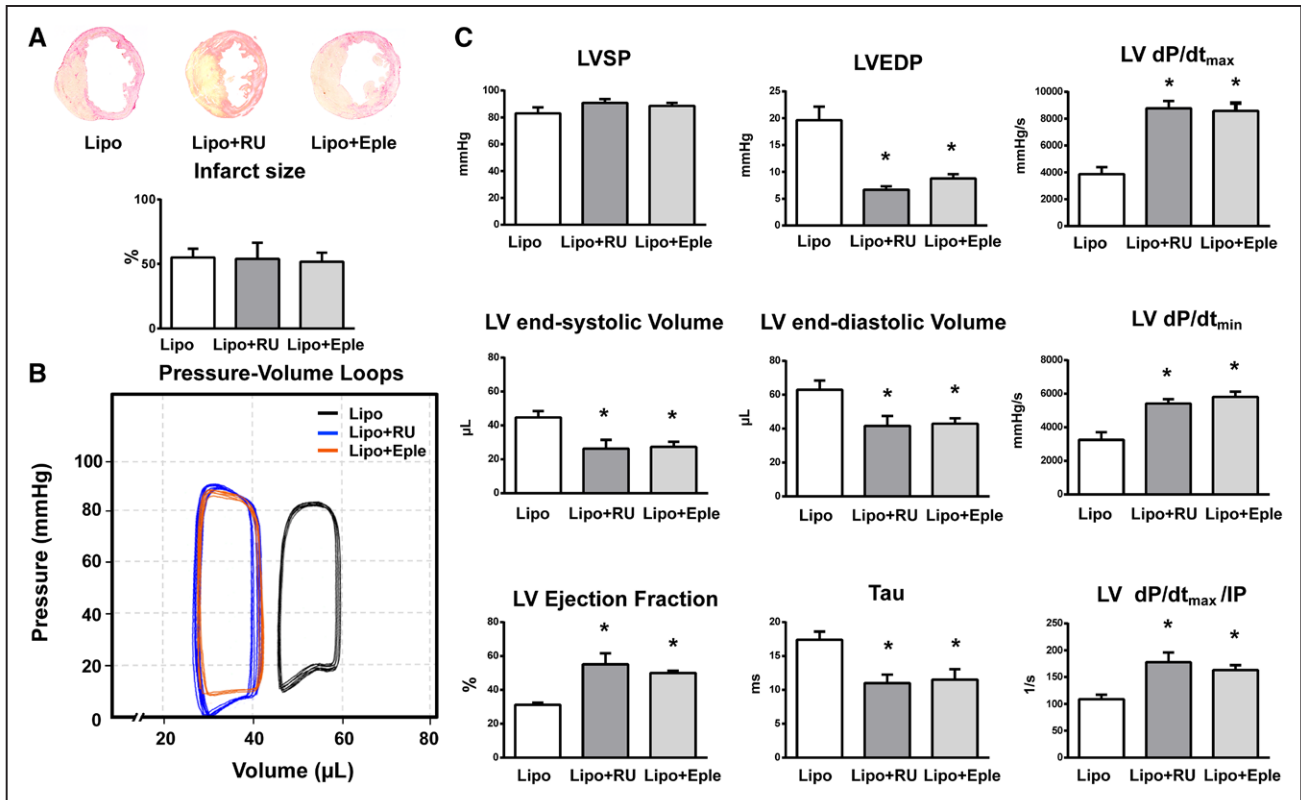 A
Lipo
Lipo+RU
Lipo+Eple
Infarct size
100
50
0
%
Lipo
Lipo+RU
Lipo+Eple
B
Pressure-Volume Loops
Lipo
Lipo+RU
Lipo+Eple
100
80
60
40
20
0
Pressure (mmHg)
20
40
60
80
Volume (µL)
C
LVSP
100
80
60
40
20
0
mmHg
Lipo
Lipo+RU
Lipo+Eple
LVEDP
25
20
15
10
5
0
mmHg
*
*
Lipo
Lipo+RU
Lipo+Eple
LV dP/dtmax
10000
8000
6000
4000
2000
0
mmHg/s
*
*
Lipo
Lipo+RU
Lipo+Eple
LV end-systolic Volume
80
60
40
20
0
µL
*
*
Lipo
Lipo+RU
Lipo+Eple
LV end-diastolic Volume
80
60
40
20
0
µL
*
*
Lipo
Lipo+RU
Lipo+Eple
LV dP/dtmin
8000
6000
4000
2000
0
mmHg/s
*
*
Lipo
Lipo+RU
Lipo+Eple
LV Ejection Fraction
80
60
40
20
0
%
*
*
Lipo
Lipo+RU
Lipo+Eple
Tau
20
15
10
5
0
ms
*
*
Lipo
Lipo+RU
Lipo+Eple
LV dP/dtmax /IP
250
200
150
100
50
0
1/s
*
*
Lipo
Lipo+RU
Lipo+Eple